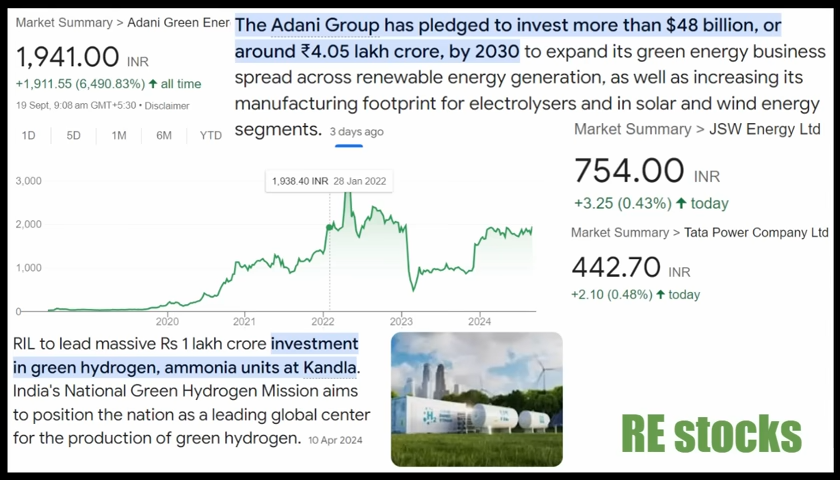 Market Summary > Adani Green Ener
1,941.00 INR
+1,911.55 (6,490.83%) ↑ all time
19 Sept, 9:08 am GMT+5:30 • Disclaimer
1D 5D 1M 6M YTD
The Adani Group has pledged to invest more than $48 billion, or
around ₹4.05 lakh crore, by 2030 to expand its green energy business
spread across renewable energy generation, as well as increasing its
manufacturing footprint for electrolysers and in solar and wind energy
segments. 3 days ago
Market Summary > JSW Energy Ltd
754.00 INR
+3.25 (0.43%) ↑ today
Market Summary > Tata Power Company Ltd
442.70 INR
+2.10 (0.48%) ↑ today
1,938.40 INR 28 Jan 2022
3,000
2,000
1,000
0
2020 2021 2022 2023 2024
RIL to lead massive Rs 1 lakh crore investment
in green hydrogen, ammonia units at Kandla.
India's National Green Hydrogen Mission aims
to position the nation as a leading global center
for the production of green hydrogen. 10 Apr 2024
H2
RE stocks